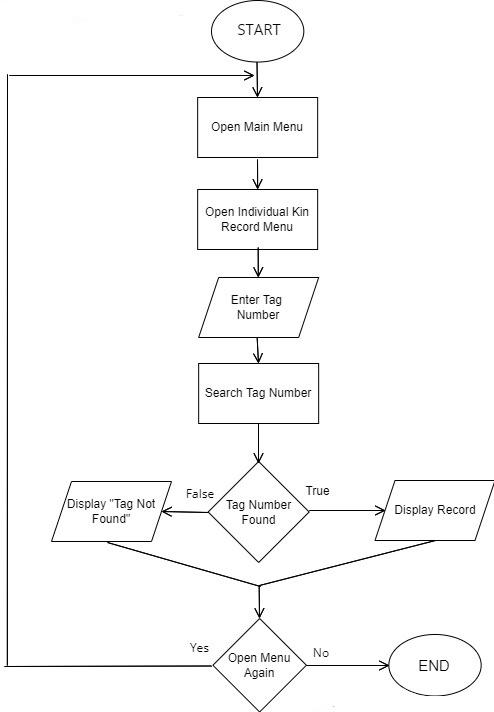 START
Open Main Menu
Open Individual Kin
Record Menu
Enter Tag
Number
Search Tag Number
False
True
Display "Tag Not
Found"
Tag Number
Found
Display Record
Yes
No
Open Menu
Again
END